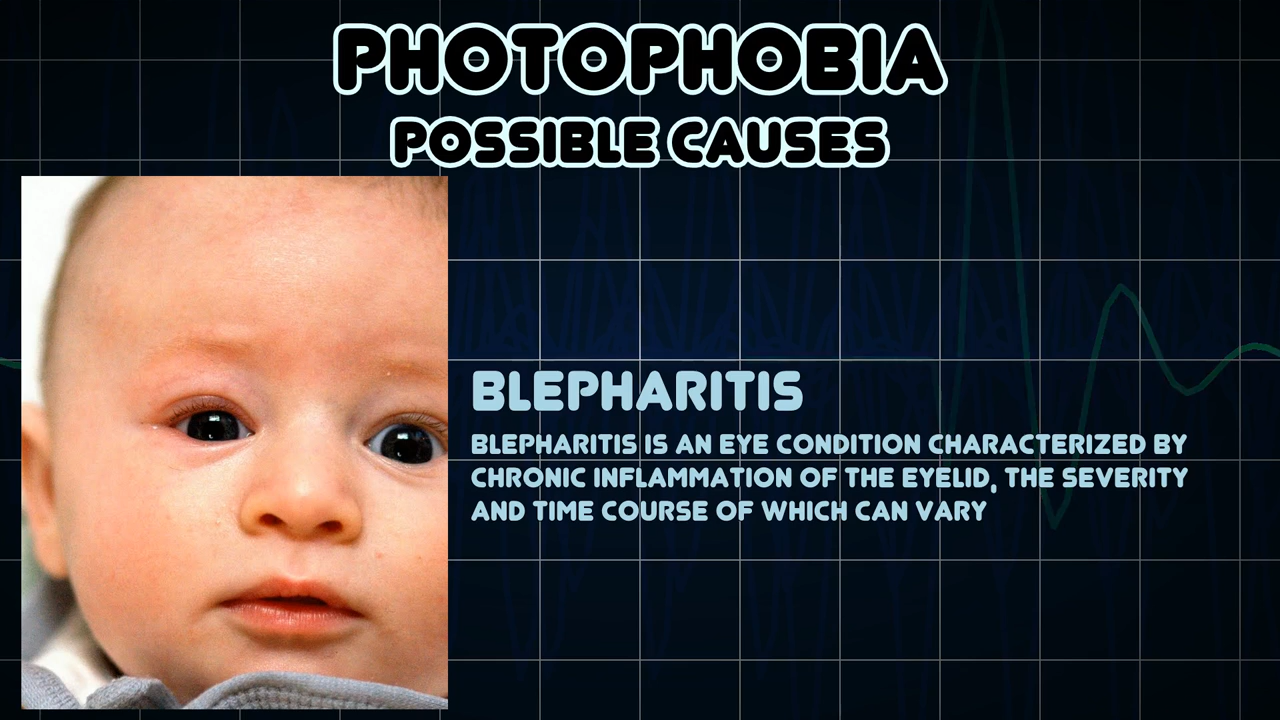 PHOTOPHOBIA
POSSIBLE CAUSES
BLEPHARITIS
BLEPHARITIS IS AN EYE CONDITION CHARACTERIZED BY
CHRONIC INFLAMMATION OF THE EYELID, THE SEVERITY
AND TIME COURSE OF WHICH CAN VARY